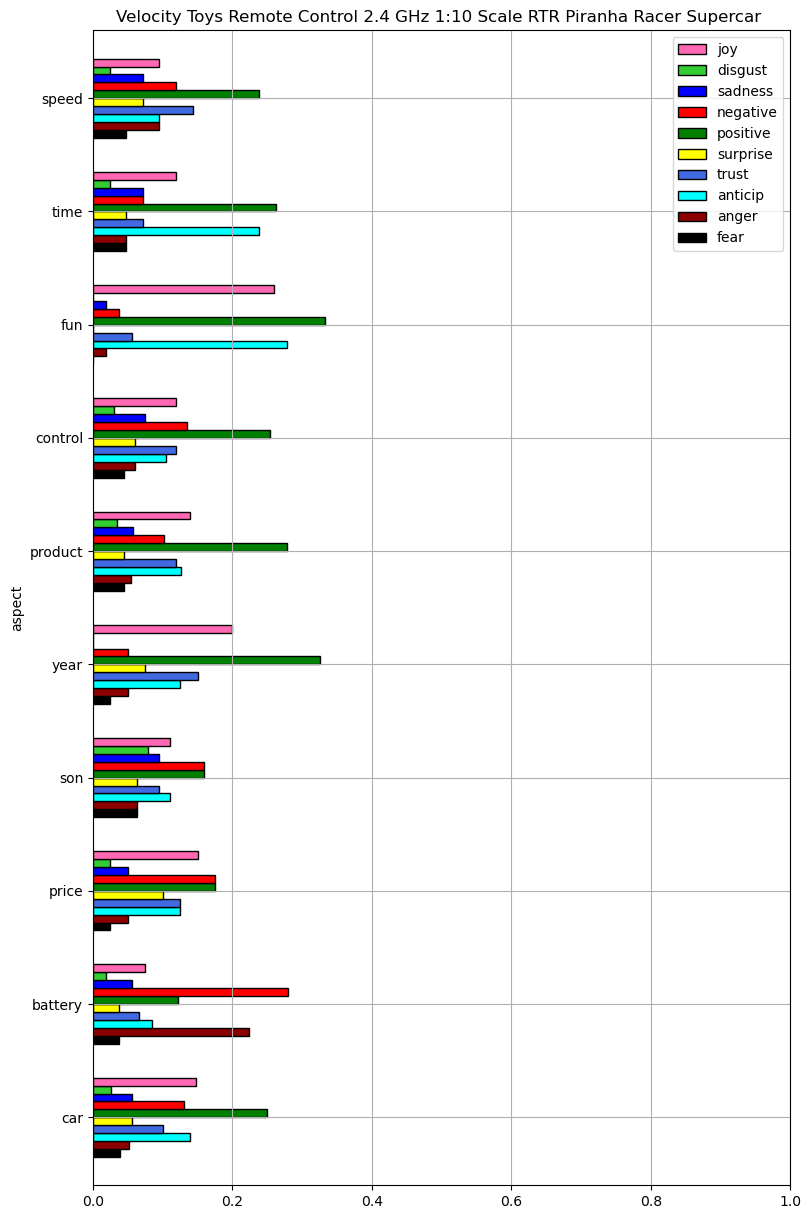 Velocity Toys Remote Control 2.4 GHz 1:10 Scale RTR Piranha Racer Supercar
joy
disgust
sadness
negative
positive
surprise
trust
anticip
anger
fear
speed
time
fun
control
product
year
son
price
battery
car
aspect
0.0 0.2 0.4 0.6 0.8 1.0